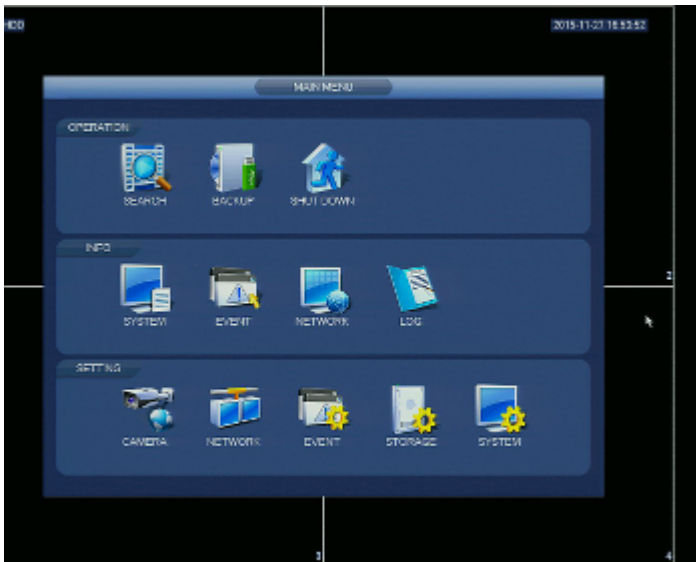 HDD
2015-11-27 16:53:52
MAIN MENU
OPERATION
SEARCH
BACKUP
SHUTDOWN
INFO
SYSTEM
EVENT
NETWORK
LOG
2
SETTING
CAMERA
NETWORK
EVENT
STORAGE
SYSTEM
3
4